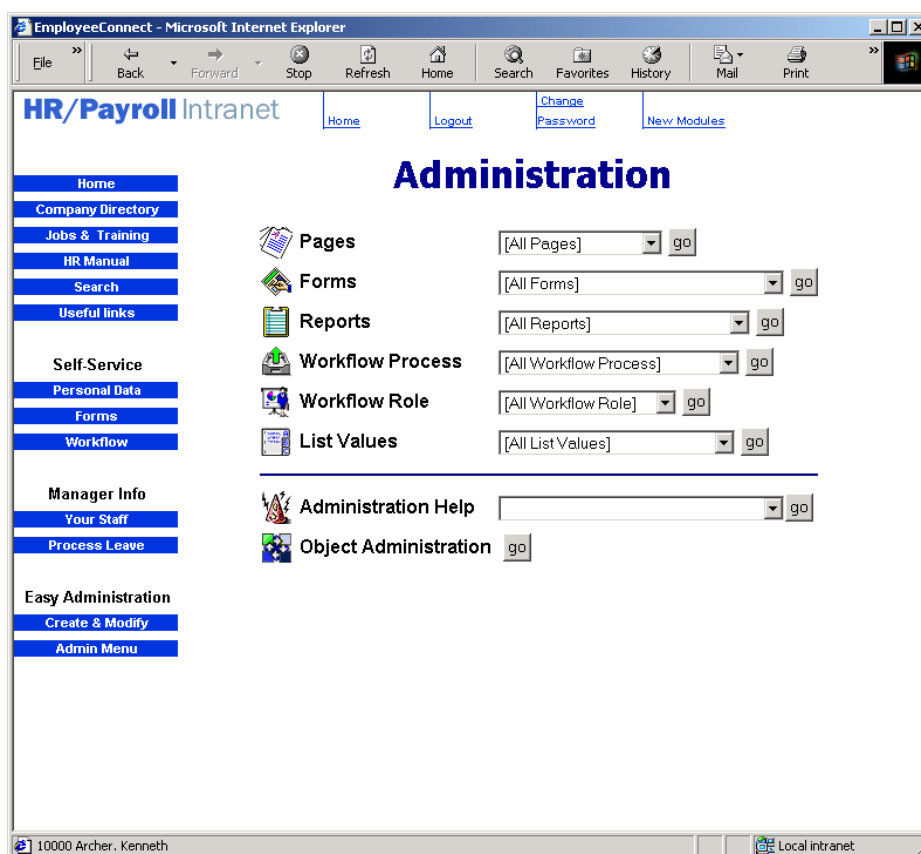 EmployeeConnect - Microsoft Internet Explorer
File » Back Forward Stop Refresh Home Search Favorites History Mail Print »
HR/Payroll Intranet
Home Logout Change Password New Modules
Administration
Home
Company Directory
Jobs & Training
HR Manual
Search
Useful links
Self-Service
Personal Data
Forms
Workflow
Manager Info
Your Staff
Process Leave
Easy Administration
Create & Modify
Admin Menu
Pages [All Pages] go
Forms [All Forms] go
Reports [All Reports] go
Workflow Process [All Workflow Process] go
Workflow Role [All Workflow Role] go
List Values [All List Values] go
Administration Help go
Object Administration go
10000 Archer, Kenneth Local intranet